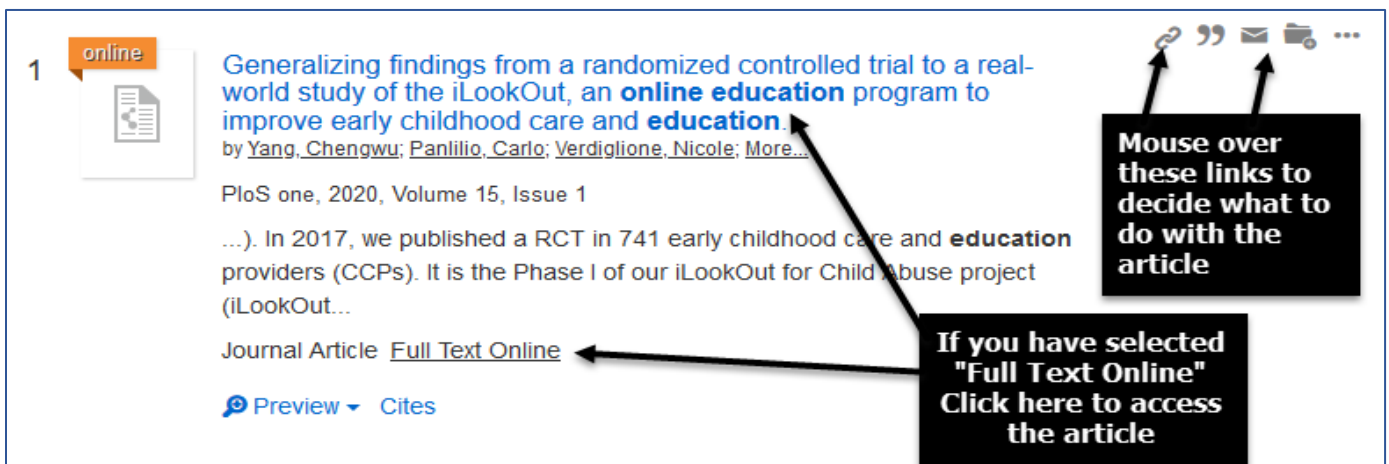 1
online
Generalizing findings from a randomized controlled trial to a real-
world study of the iLookOut, an online education program to
improve early childhood care and education.
by Yang, Chengwu; Panlilio, Carlo; Verdiglione, Nicole; More...
PloS one, 2020, Volume 15, Issue 1
...). In 2017, we published a RCT in 741 early childhood care and education
providers (CCPs). It is the Phase I of our iLookOut for Child Abuse project
(iLookOut...
Journal Article Full Text Online
Preview Cites
Mouse over
these links to
decide what to
do with the
article
If you have selected
"Full Text Online"
Click here to access
the article